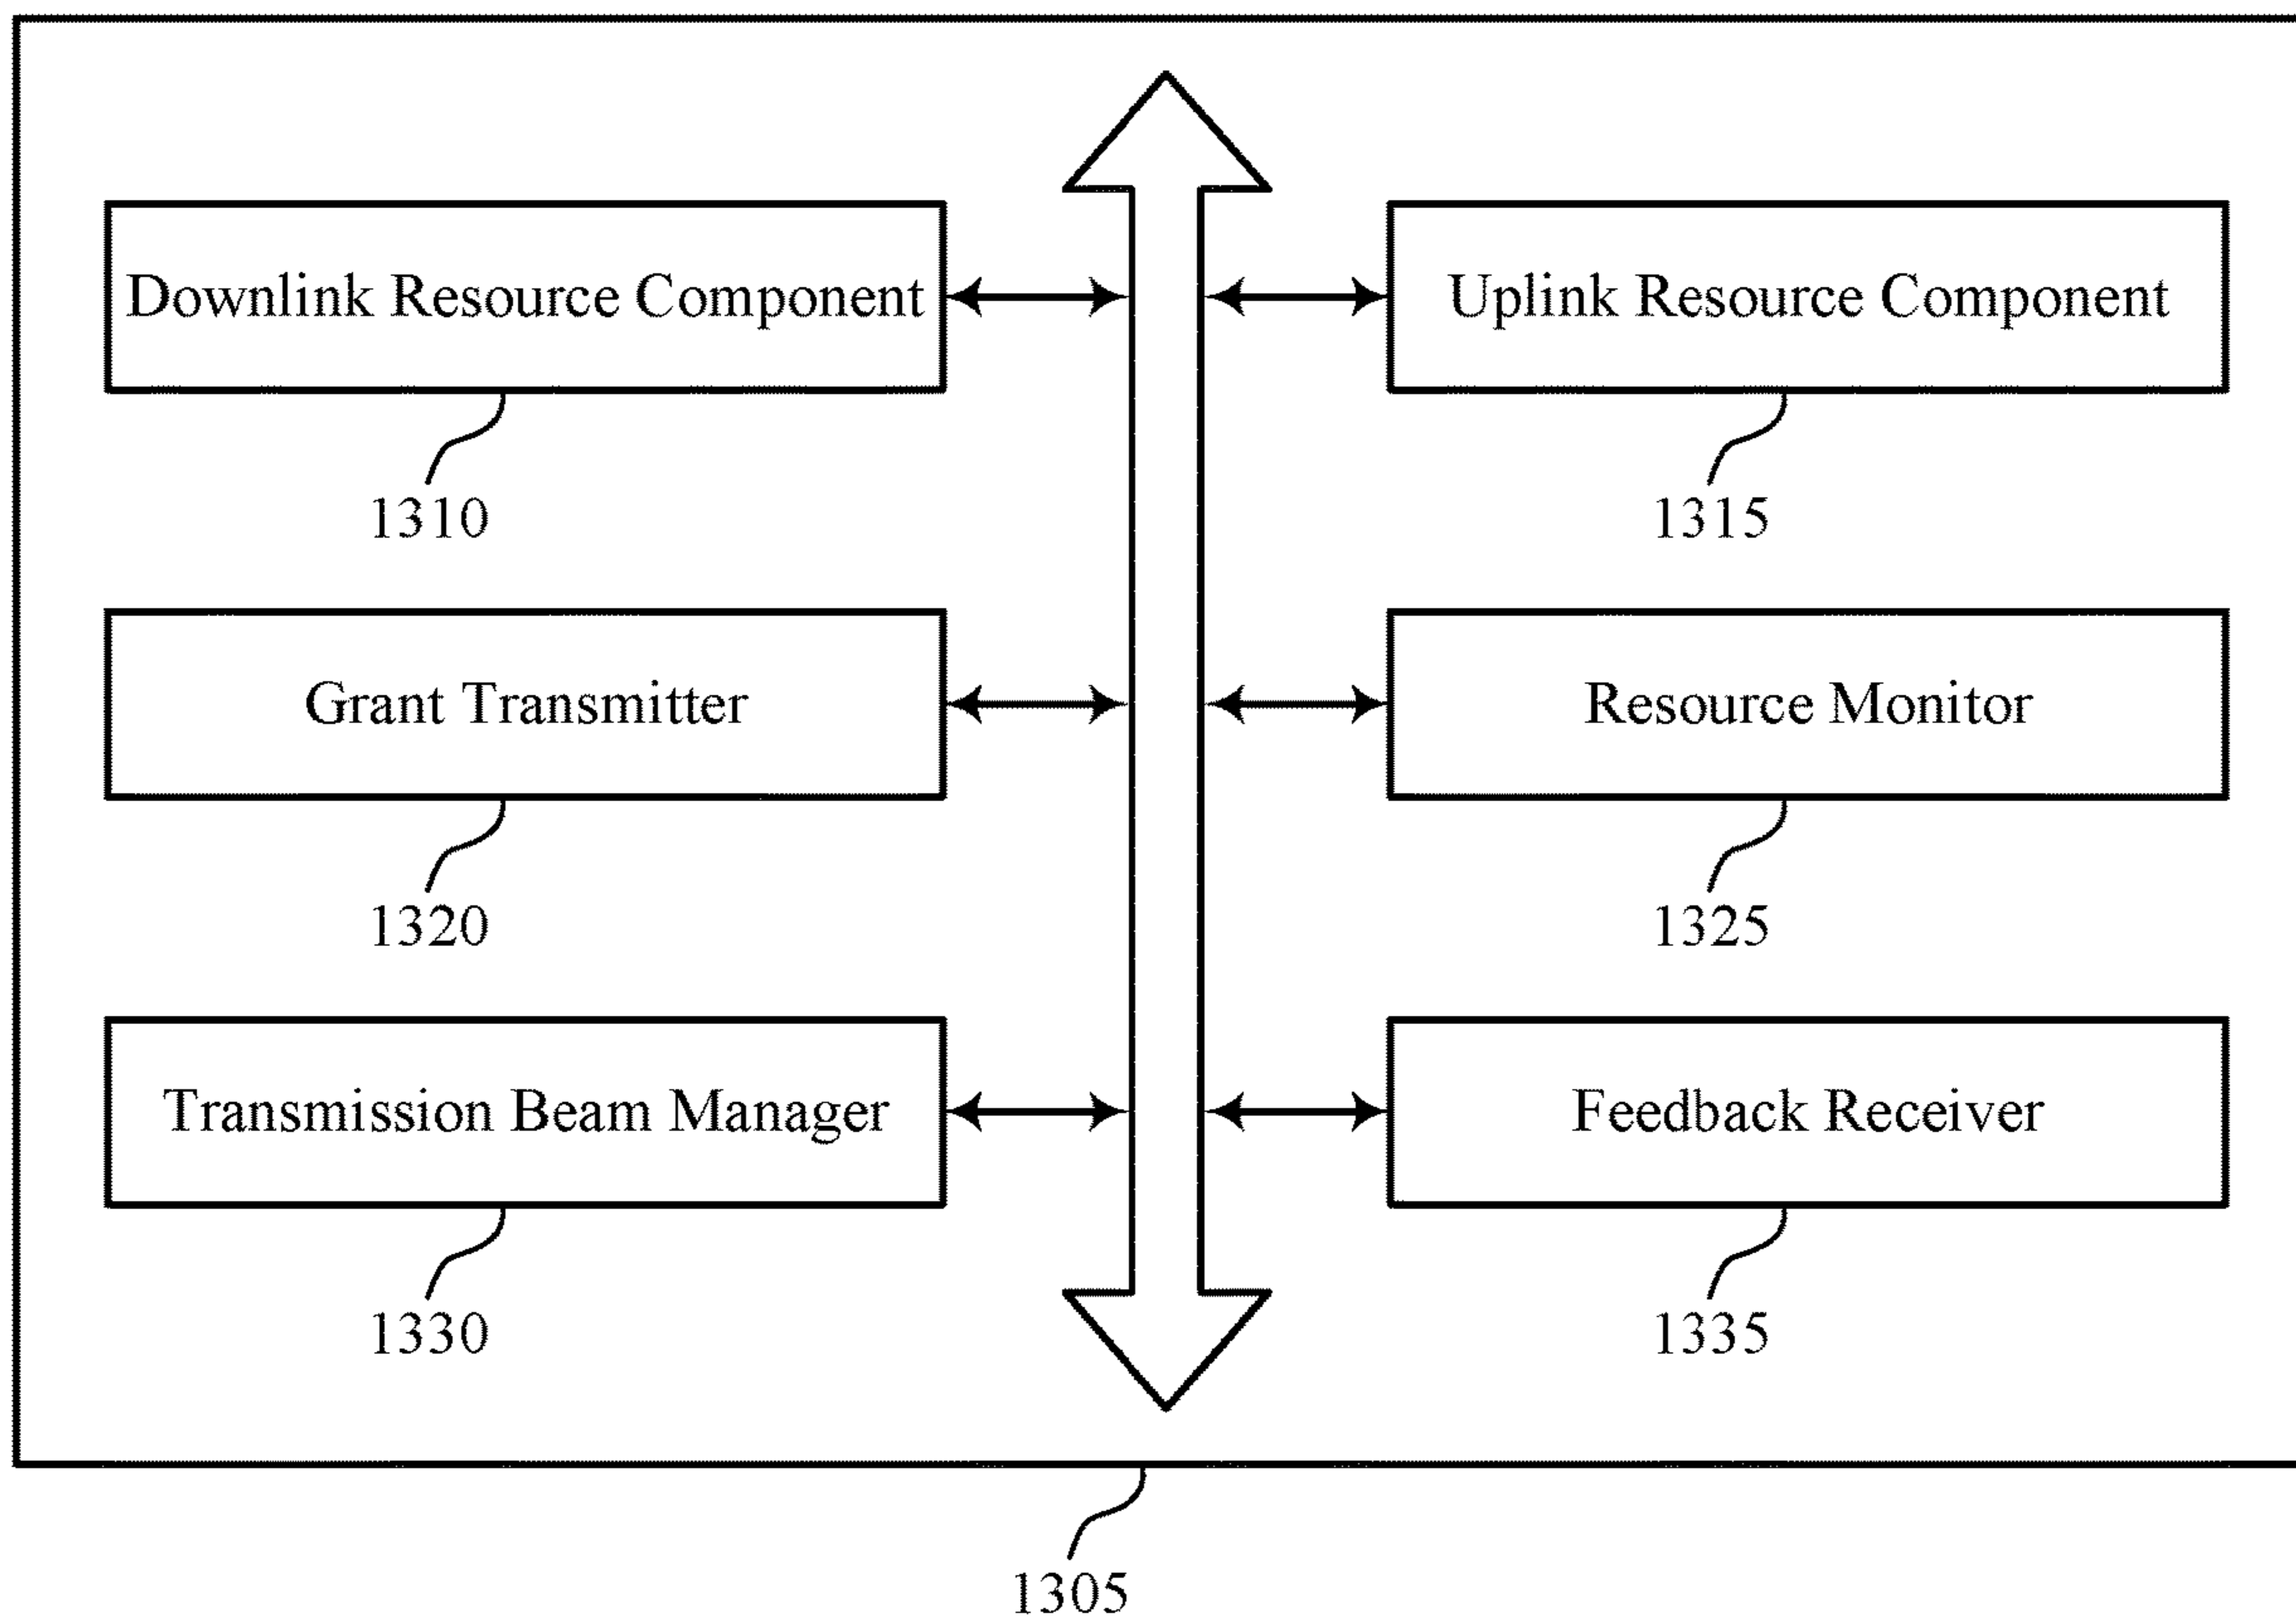 Downlink Resource Component
Uplink Resource Component
1310
1315
Grant Transmitter
Resource Monitor
1320
1325
Transmission Beam Manager
Feedback Receiver
1330
1335
1305